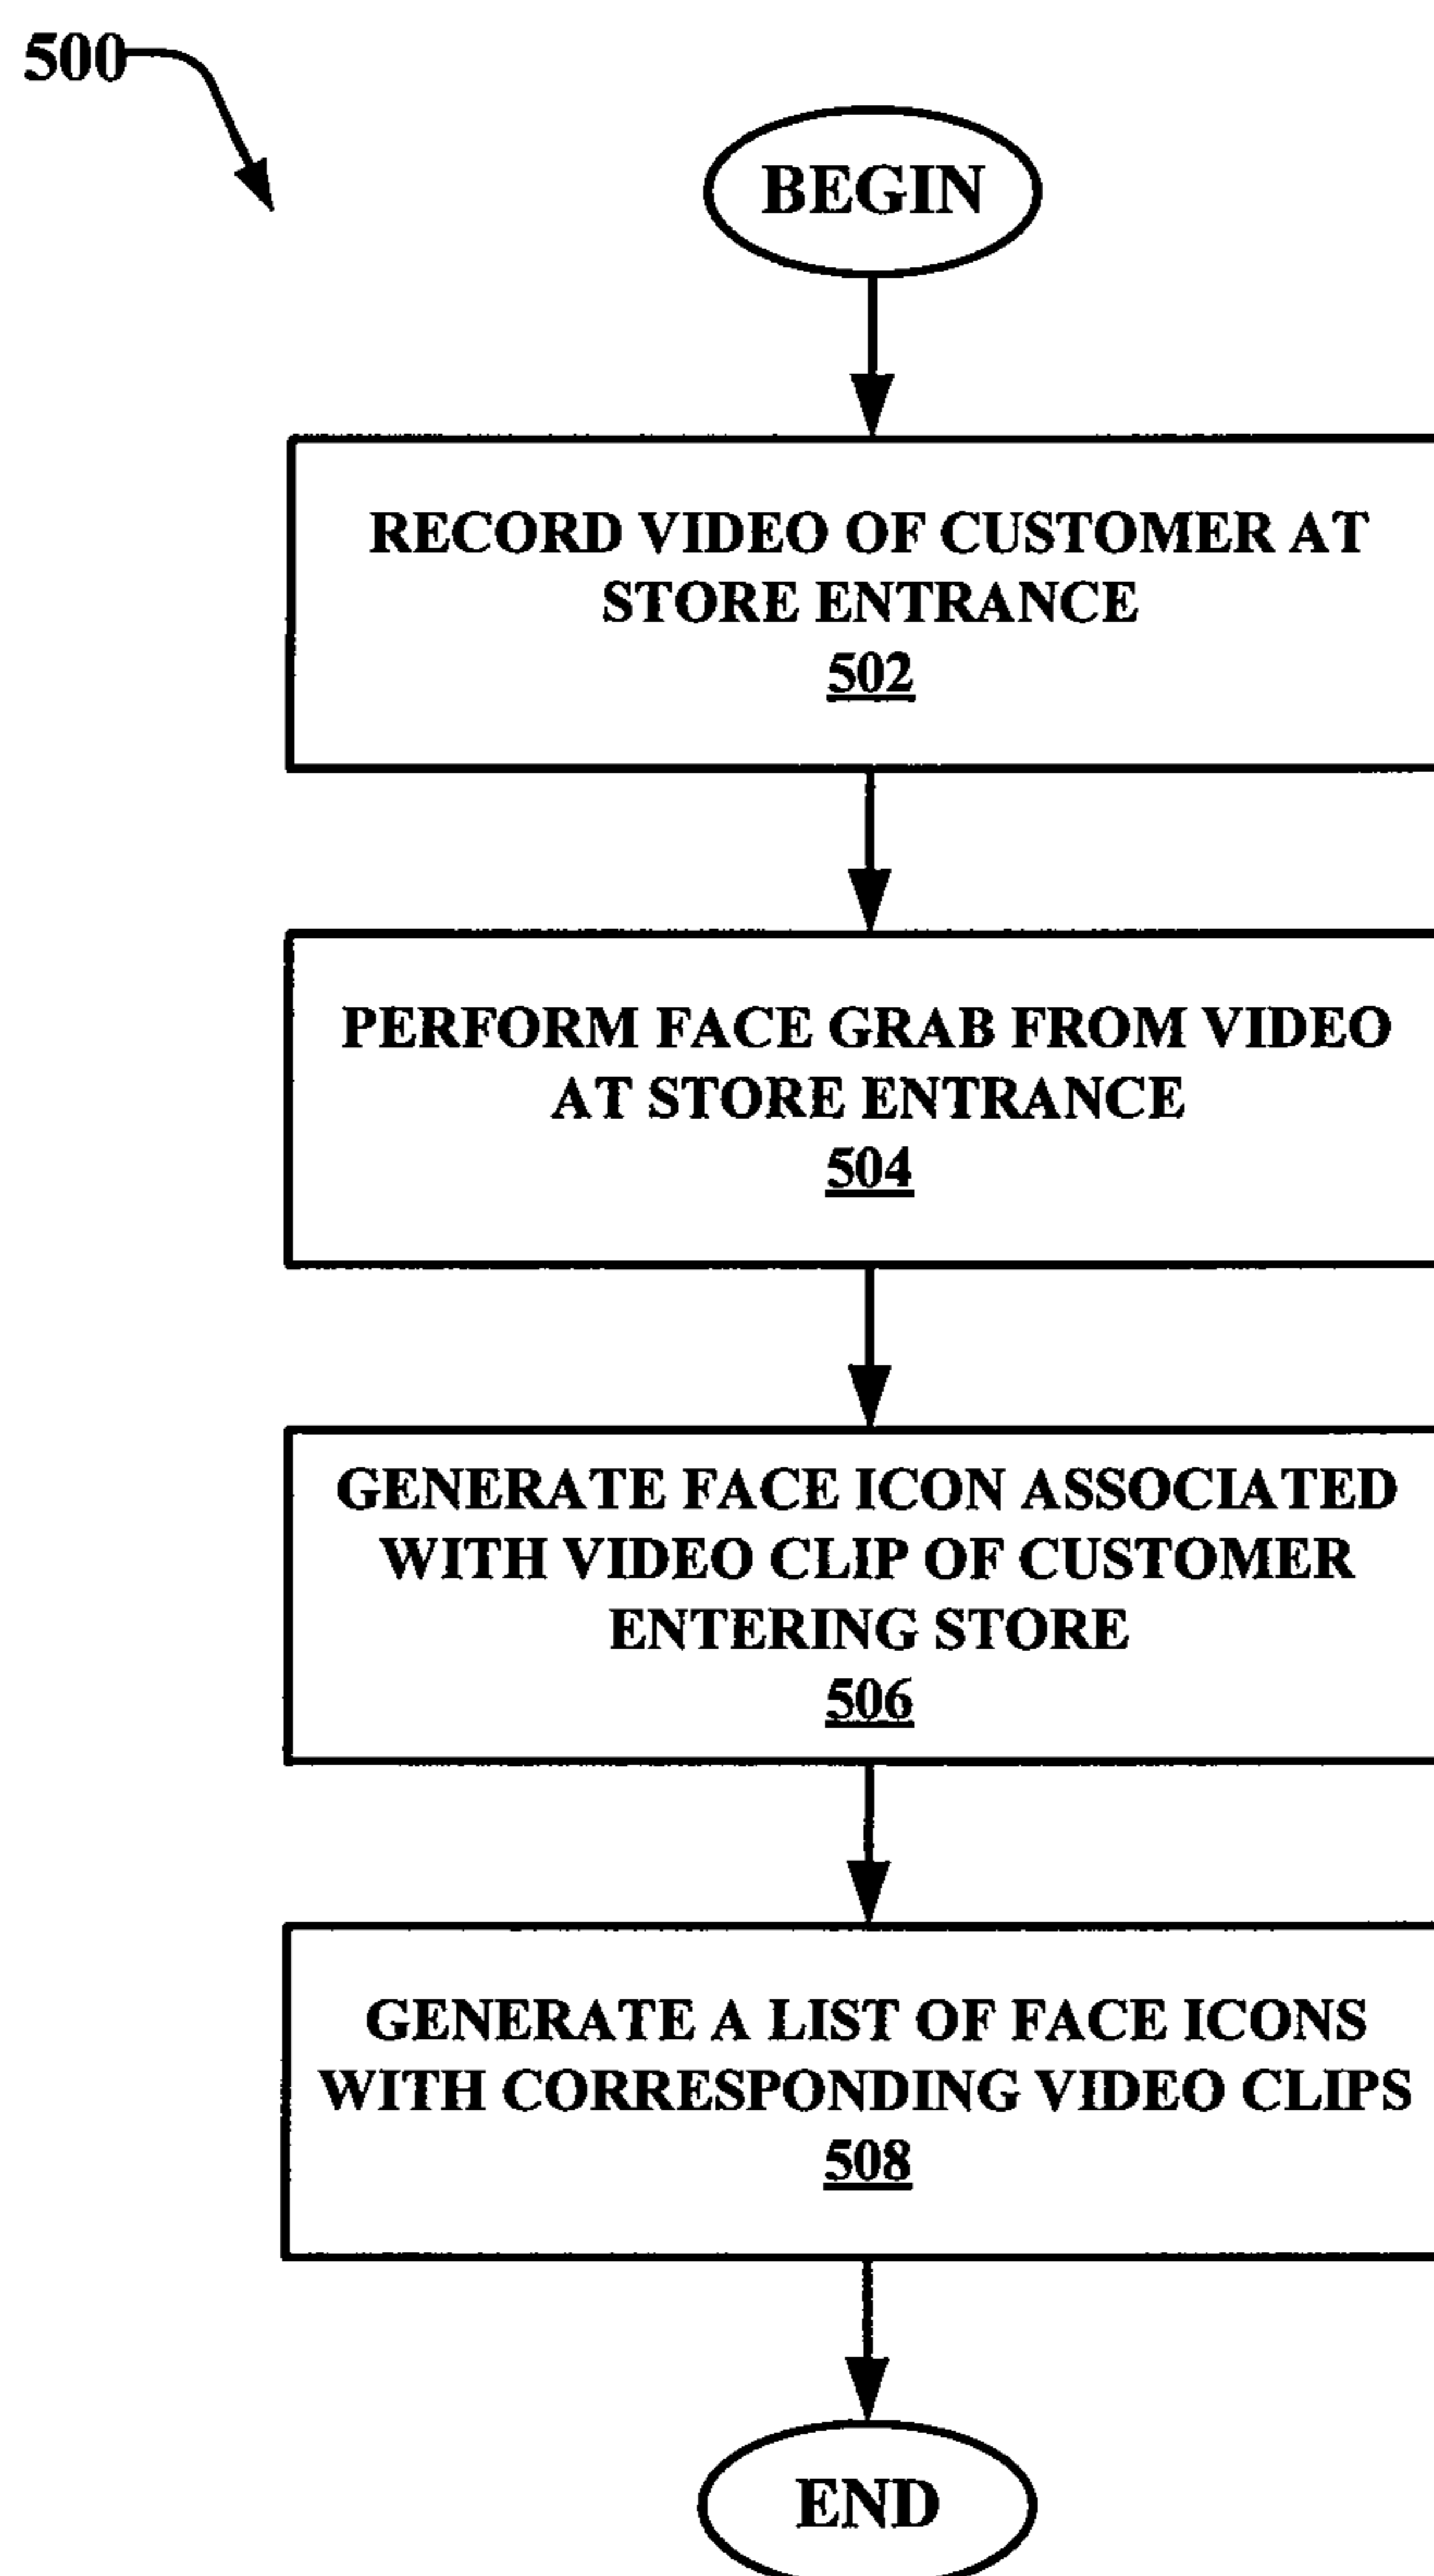 500
BEGIN
RECORD VIDEO OF CUSTOMER AT
STORE ENTRANCE
502
PERFORM FACE GRAB FROM VIDEO
AT STORE ENTRANCE
504
GENERATE FACE ICON ASSOCIATED
WITH VIDEO CLIP OF CUSTOMER
ENTERING STORE
506
GENERATE A LIST OF FACE ICONS
WITH CORRESPONDING VIDEO CLIPS
508
END